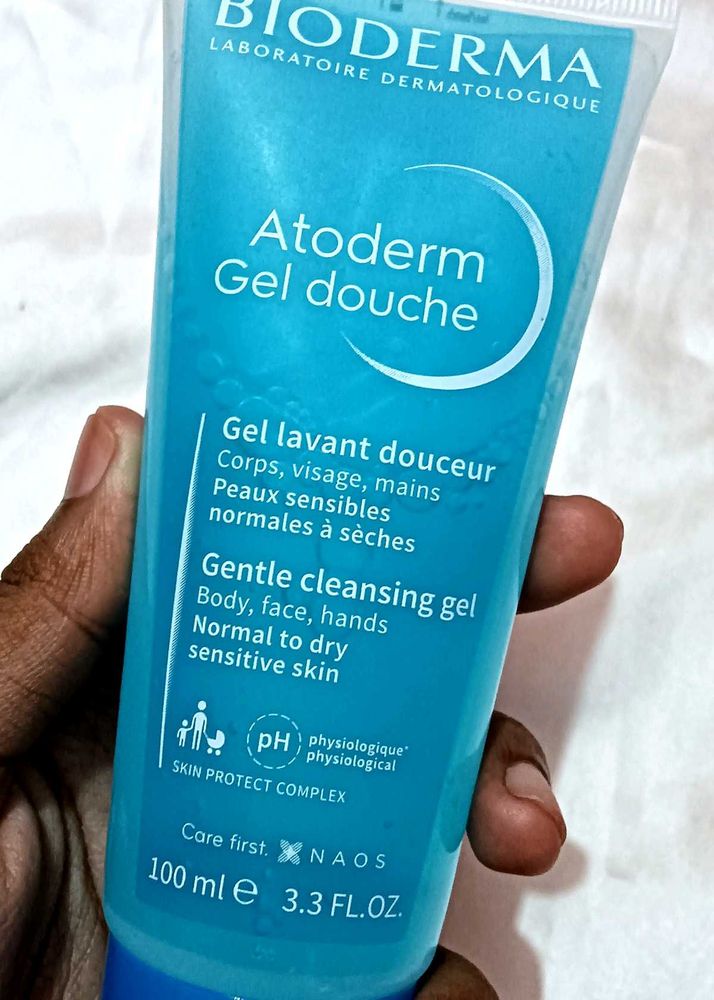 BIODERMA
LABORATOIRE DERMATOLOGIQUE
Atoderm
Gel douche
Gel lavant douceur
Corps, visage, mains
Peaux sensibles
normales à sèches
Gentle cleansing gel
Body, face, hands
Normal to dry
sensitive skin
pH physiologique*
physiological
SKIN PROTECT COMPLEX
Care first. NAOS
100 ml ℮ 3.3 FL.OZ.